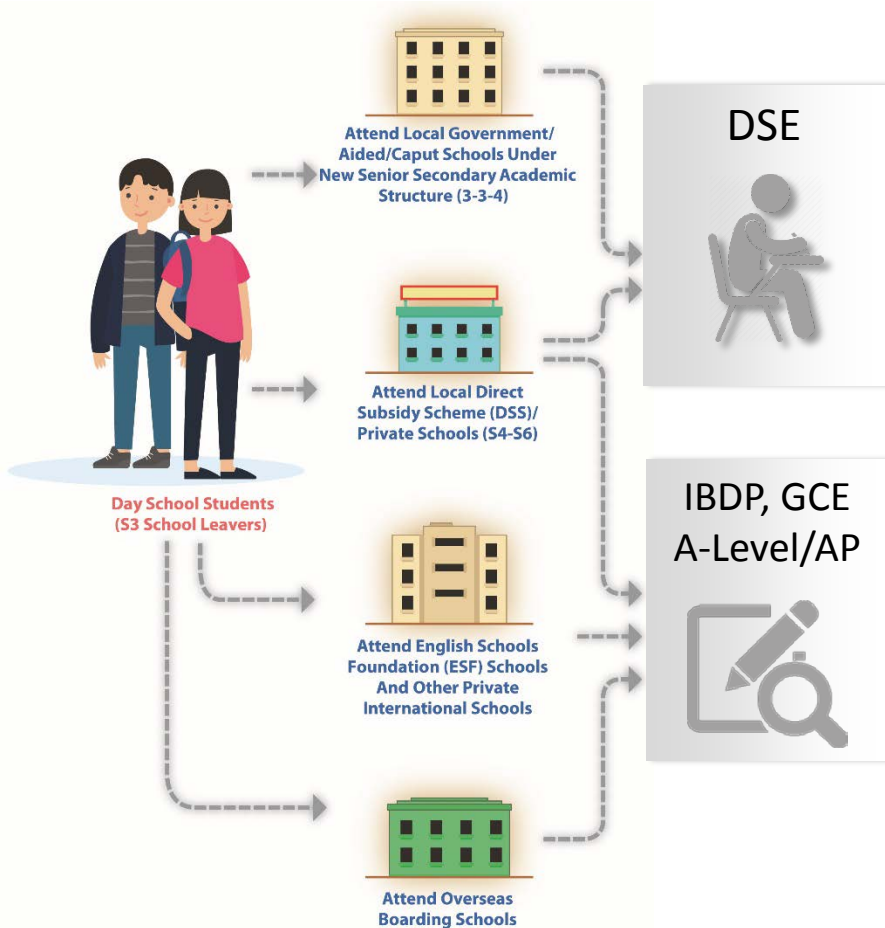 Attend Local Government/
Aided/Caput Schools Under
New Senior Secondary Academic
Structure (3-3-4)
DSE
Attend Local Direct
Subsidy Scheme (DSS)/
Private Schools (S4-S6)
Day School Students
(S3 School Leavers)
IBDP, GCE
A-Level/AP
Attend English Schools
Foundation (ESF) Schools
And Other Private
International Schools
Attend Overseas
Boarding Schools